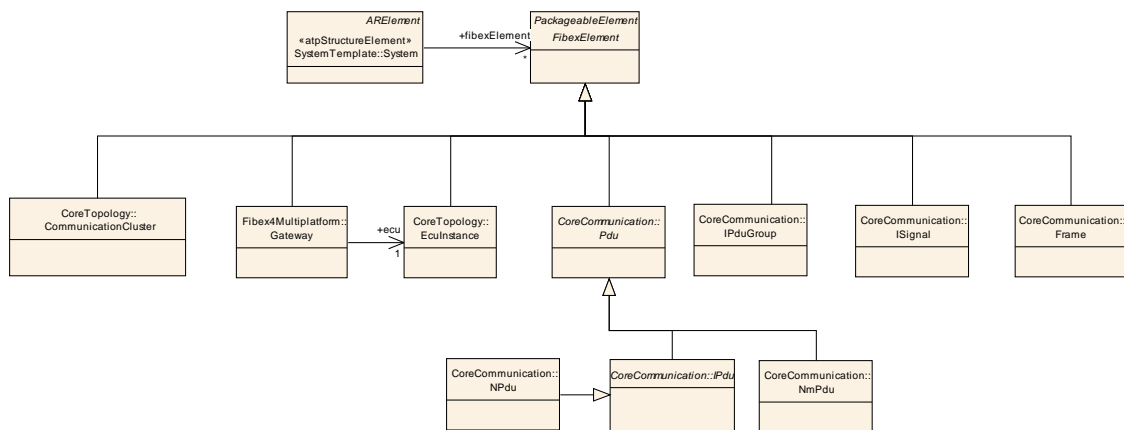 ARElement
«atpStructureElement»
SystemTemplate::System
+fibexElement
*
PackageableElement
FibexElement
CoreTopology::
CommunicationCluster
Fibex4Multiplatform::
Gateway
+ecu
1
CoreTopology::
EcuInstance
CoreCommunication::
Pdu
CoreCommunication::
IPduGroup
CoreCommunication::
ISignal
CoreCommunication::
Frame
CoreCommunication::
NPdu
CoreCommunication::IPdu
CoreCommunication::
NmPdu